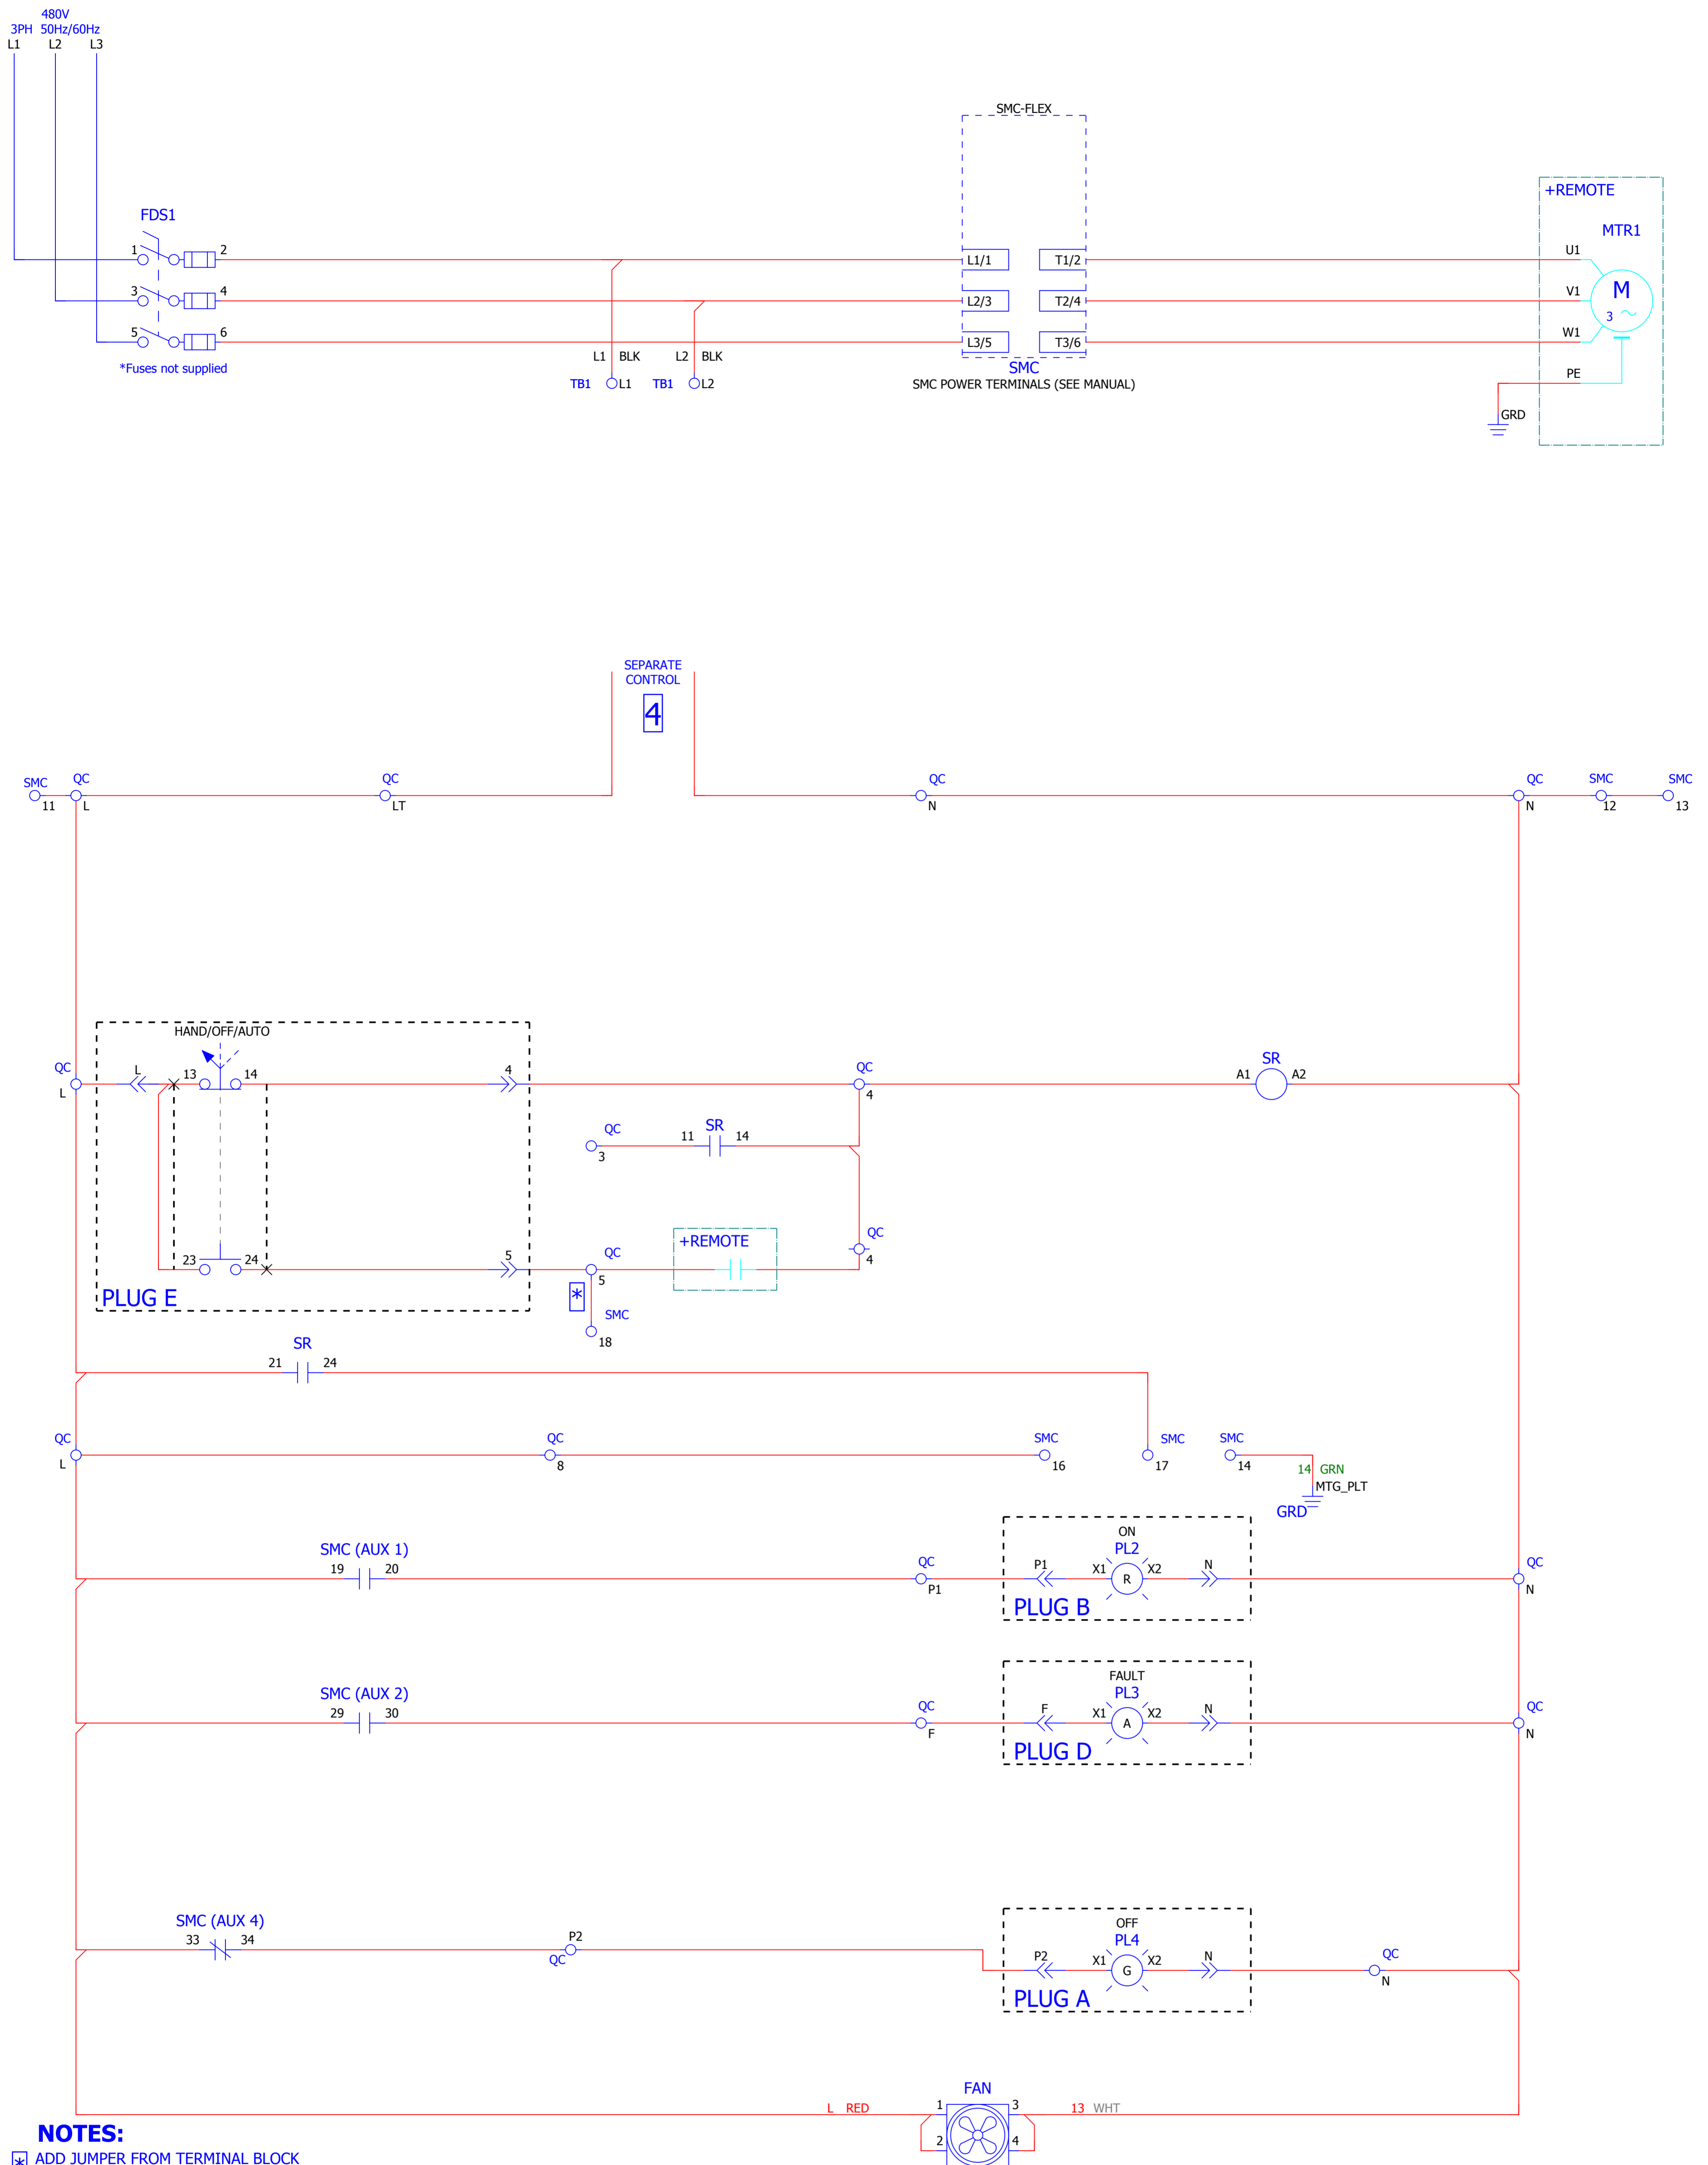 480V
3PH 50Hz/60Hz
L1 L2 L3
SMC-FLEX
+REMOTE
FDS1
MTR1
1 2
L1/1 T1/2
U1
3 4
L2/3 T2/4
V1
M
3
5 6
L3/5 T3/6
W1
*Fuses not supplied
L1 BLK L2 BLK
TB1 L1 TB1 L2
SMC
SMC POWER TERMINALS (SEE MANUAL)
PE
GRD
SEPARATE
CONTROL
4
SMC QC QC QC QC SMC SMC
11 L LT N N 12 13
HAND/OFF/AUTO
QC L 13 14 4 QC SR
L 4 A1 A2
QC SR
3 11 14
QC
4
+REMOTE
23 24 5 QC
5
*
PLUG E
SMC
18
SR
21 24
QC QC SMC SMC SMC
L 8 16 17 14
14 GRN
MTG_PLT
GRD
ON
SMC (AUX 1) PL2
19 20 QC P1 X1 R X2 N QC
P1 N
PLUG B
FAULT
SMC (AUX 2) PL3
29 30 QC F X1 A X2 N QC
F N
PLUG D
SMC (AUX 4) OFF
33 34 P2 PL4
QC P2 X1 G X2 N QC
N
PLUG A
FAN
L RED 1 3 13 WHT
2 4
NOTES:
* ADD JUMPER FROM TERMINAL BLOCK